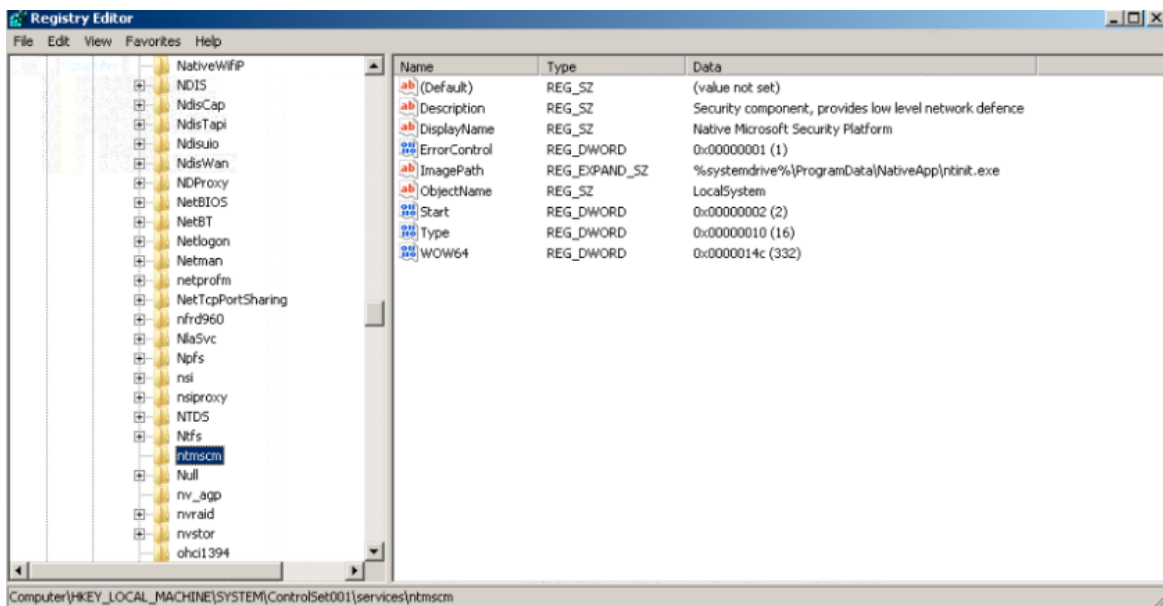 Registry Editor
File Edit View Favorites Help
NativeWifiP
NDIS
NdisCap
NdisTapi
Ndisuio
NdisWan
NDProxy
NetBIOS
NetBT
Netlogon
Netman
netprofm
NetTcpPortSharing
nfrd960
NlaSvc
Npfs
nsi
nsiproxy
NTDS
Ntfs
ntmscm
Null
nv_agp
nvraid
nvstor
ohci1394
Name Type Data
(Default) REG_SZ (value not set)
Description REG_SZ Security component, provides low level network defence
DisplayName REG_SZ Native Microsoft Security Platform
ErrorControl REG_DWORD 0x00000001 (1)
ImagePath REG_EXPAND_SZ %systemdrive%\ProgramData\NativeApp\ntinit.exe
ObjectName REG_SZ LocalSystem
Start REG_DWORD 0x00000002 (2)
Type REG_DWORD 0x00000010 (16)
WOW64 REG_DWORD 0x0000014c (332)
Computer\HKEY_LOCAL_MACHINE\SYSTEM\ControlSet001\services\ntmscm